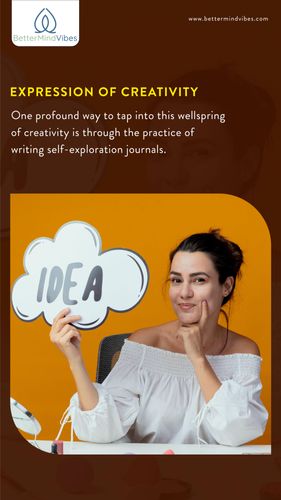 BetterMindVibes
www.bettermindvibes.com
EXPRESSION OF CREATIVITY
One profound way to tap into this wellspring
of creativity is through the practice of
writing self-exploration journals.
IDEA